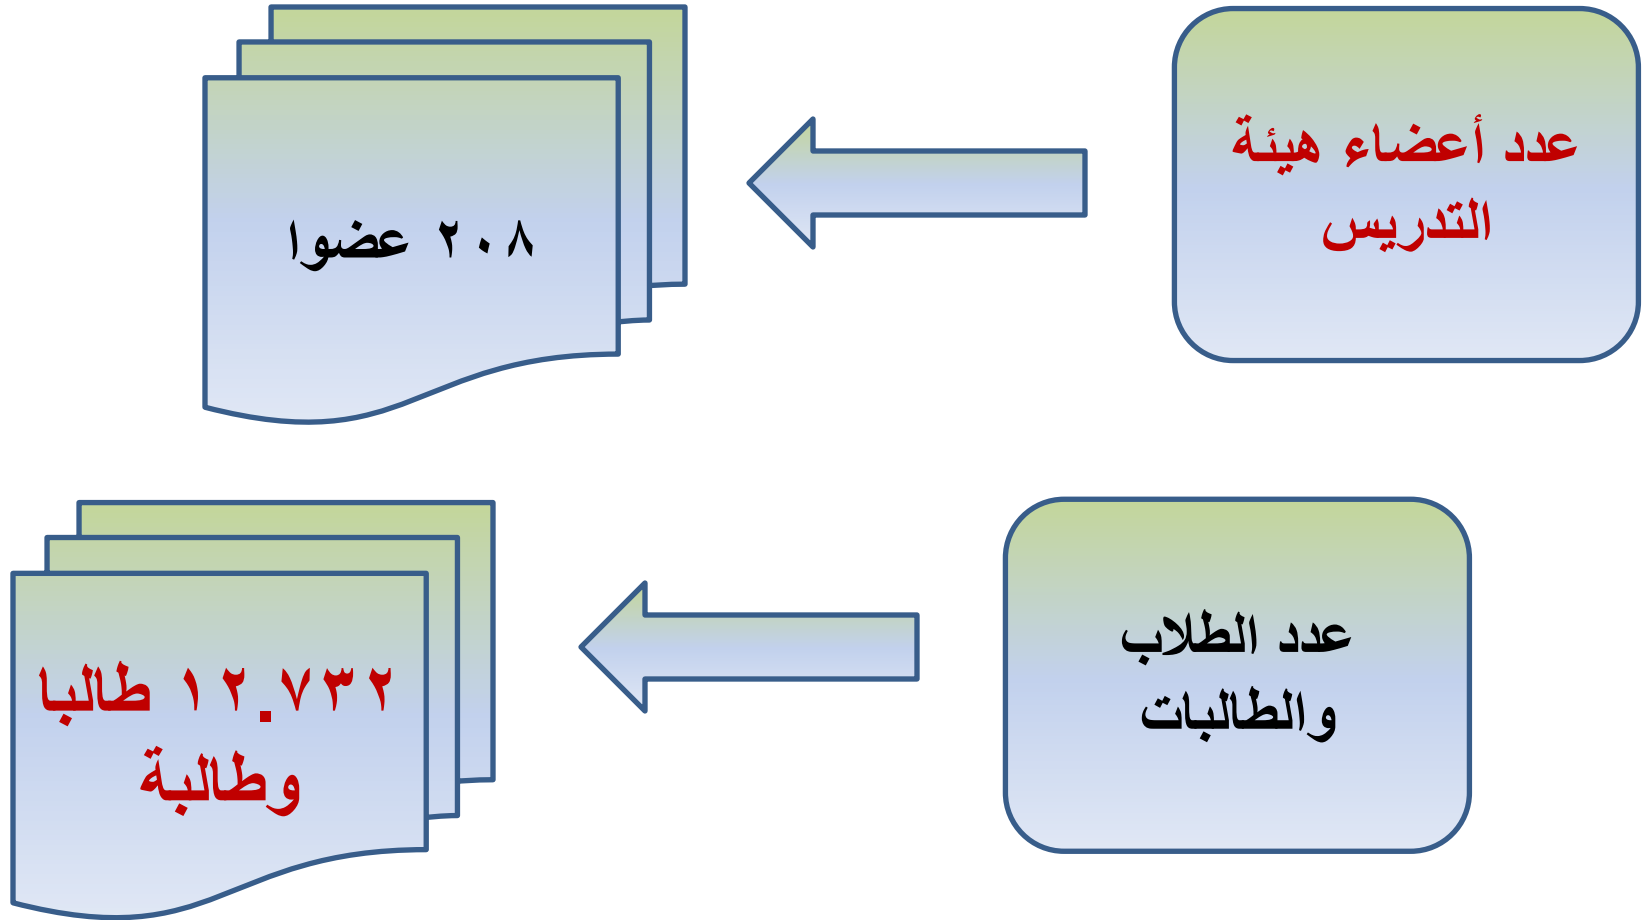 عدد أعضاء هيئة
التدريس
٢٠٨ عضوا
عدد الطلاب
والطالبات
١٢.٧٣٢ طالبا
وطالبة